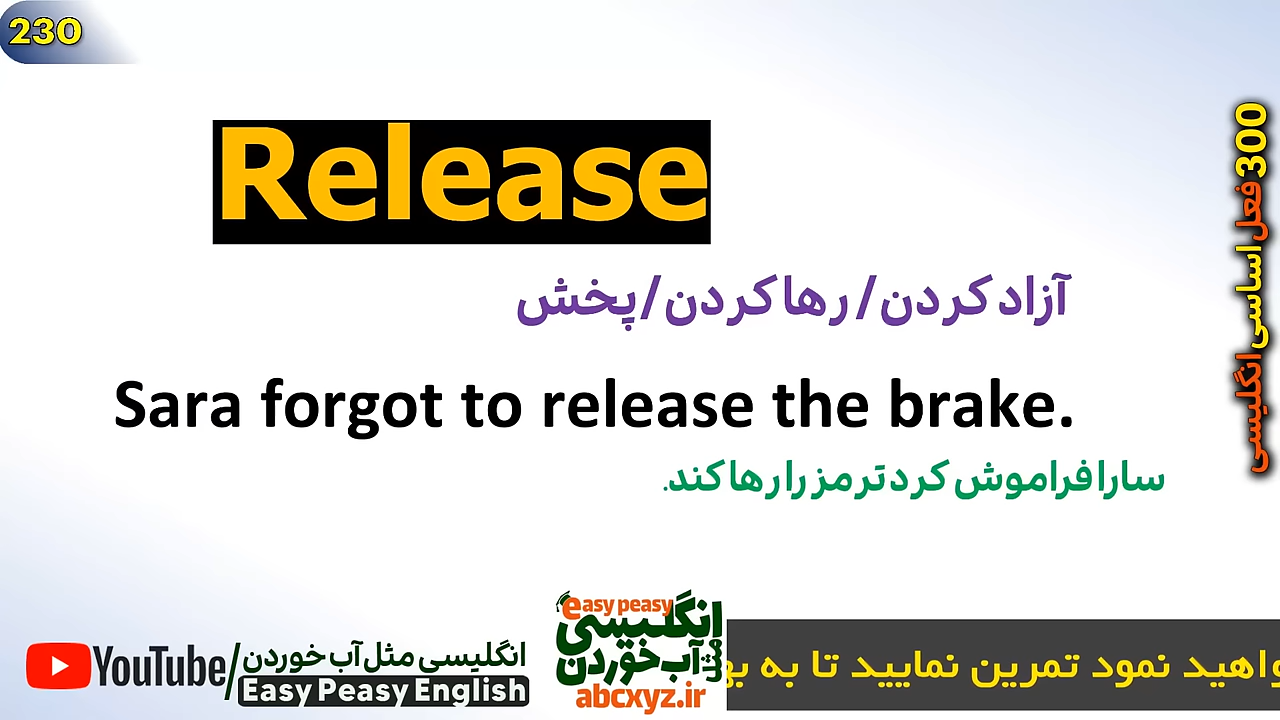 230
Release
آزاد کردن/ رها کردن/پخش
Sara forgot to release the brake.
سارا فراموش کرد ترمز را رها کند.
300 فعل اساسی انگلیسی
YouTube/انگلیسی مثل آب خوردن
Easy Peasy English
easy peasy
انگلیسی
مثل آب خوردن
abcxyz.ir
نمود تمرین نمایید تا به